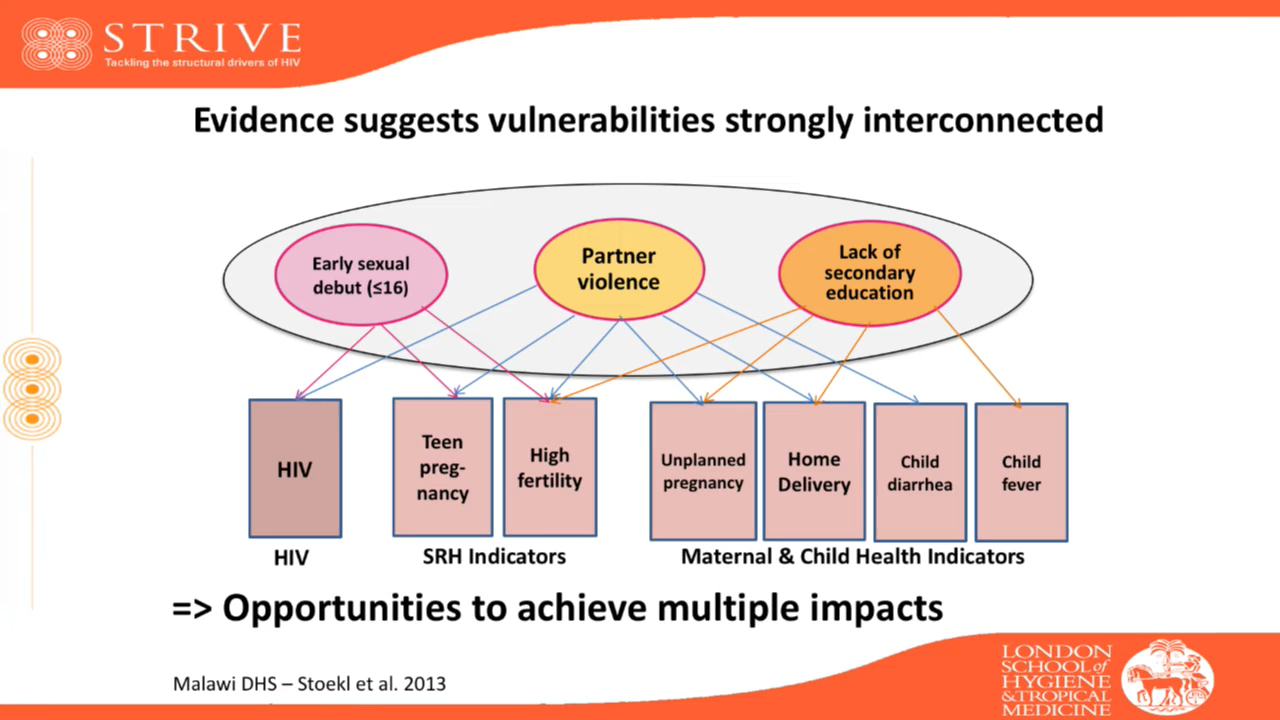 STRIVE
Tackling the structural drivers of HIV
Evidence suggests vulnerabilities strongly interconnected
Early sexual
debut (≤16)
Partner
violence
Lack of
secondary
education
HIV
Teen
preg-
nancy
High
fertility
Unplanned
pregnancy
Home
Delivery
Child
diarrhea
Child
fever
HIV
SRH Indicators
Maternal & Child Health Indicators
=> Opportunities to achieve multiple impacts
Malawi DHS – Stoekl et al. 2013
LONDON
SCHOOL of
HYGIENE
& TROPICAL
MEDICINE